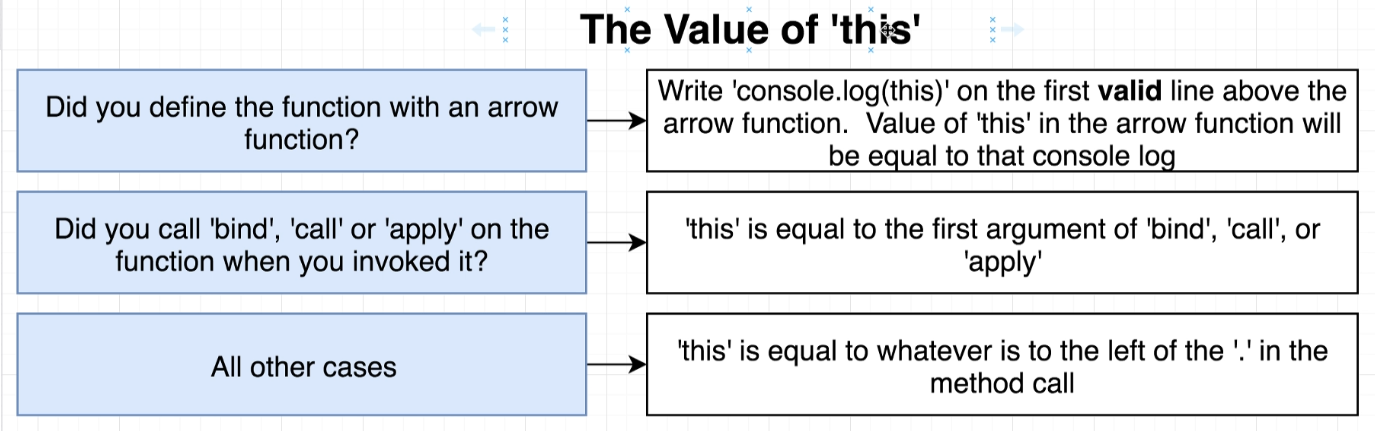 The Value of 'this'
Did you define the function with an arrow
function?
Write 'console.log(this)' on the first valid line above the
arrow function.  Value of 'this' in the arrow function will
be equal to that console log
Did you call 'bind', 'call' or 'apply' on the
function when you invoked it?
'this' is equal to the first argument of 'bind', 'call', or
'apply'
All other cases
'this' is equal to whatever is to the left of the '.' in the
method call